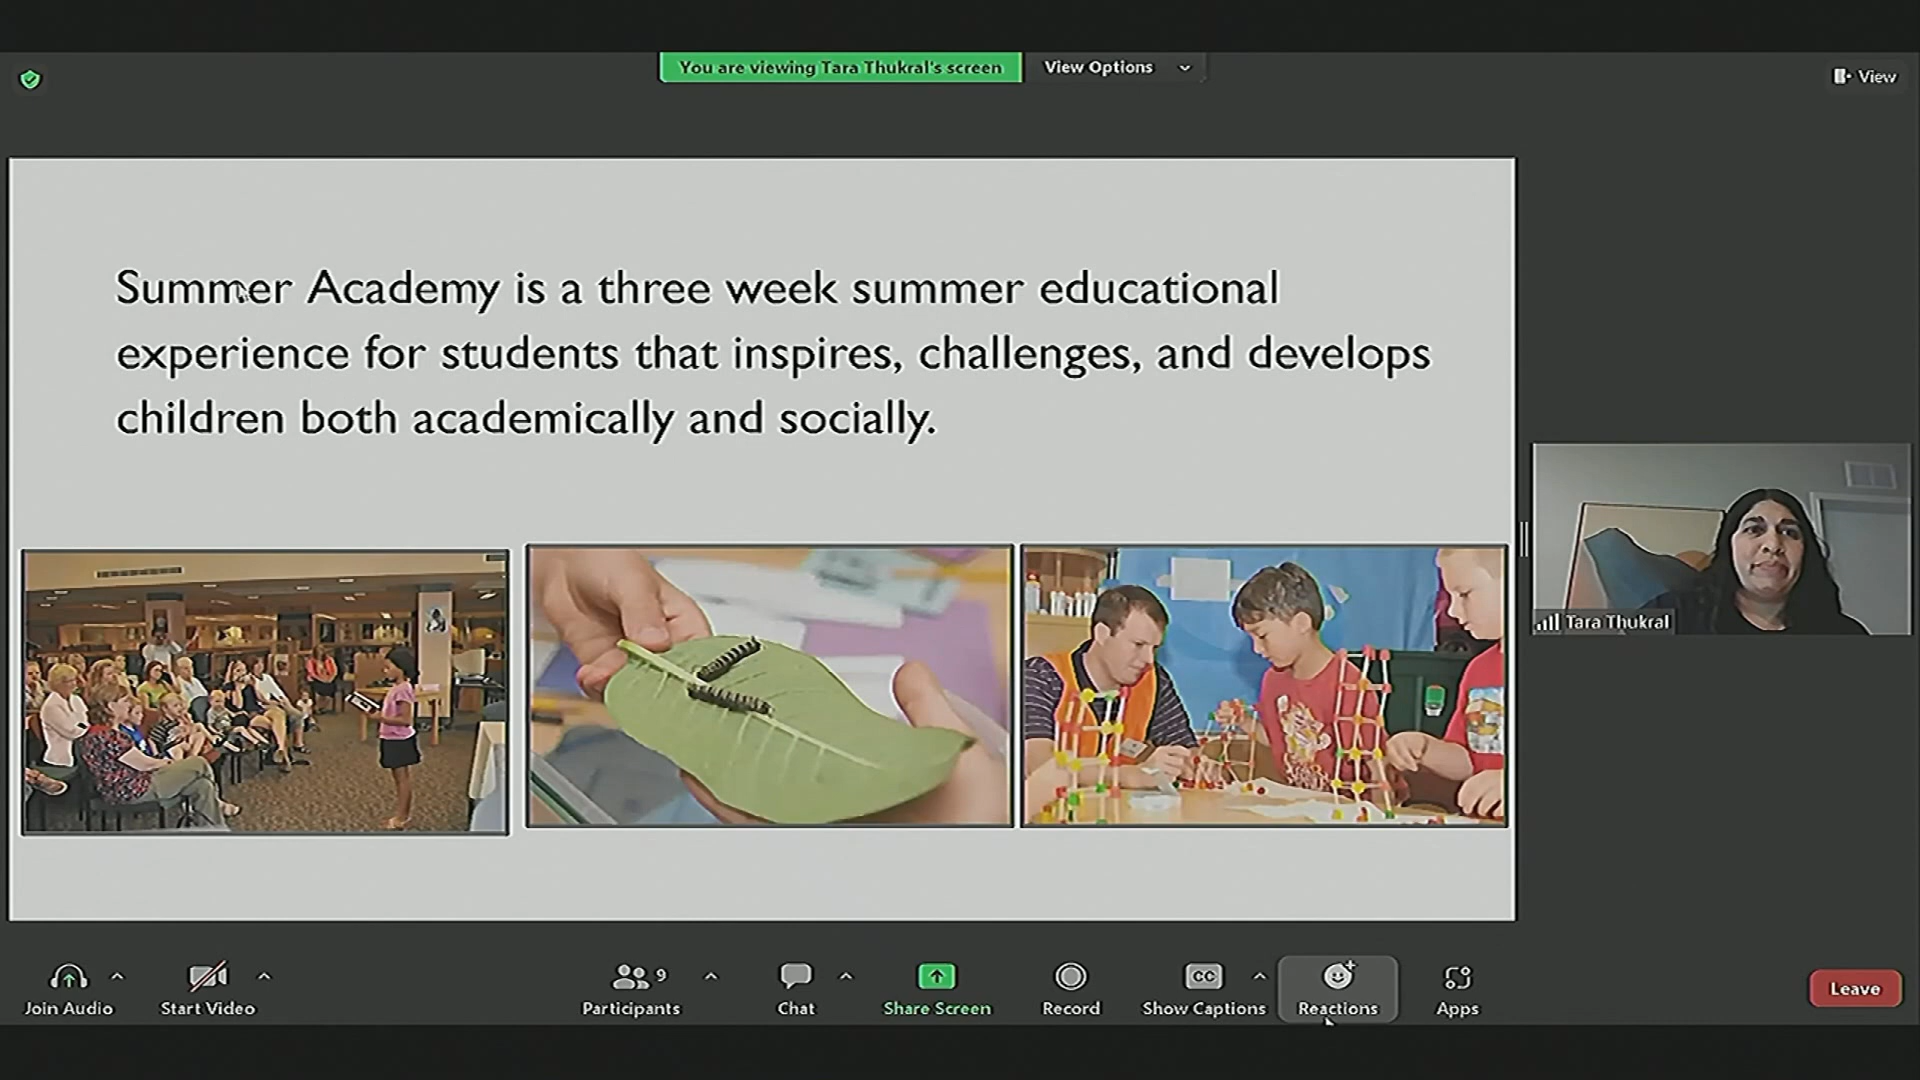 You are viewing Tara Thukral's screen
View Options
View
Summer Academy is a three week summer educational
experience for students that inspires, challenges, and develops
children both academically and socially.
Tara Thukral
9
CC
Join Audio
Start Video
Participants
Chat
Share Screen
Record
Show Captions
Reactions
Apps
Leave